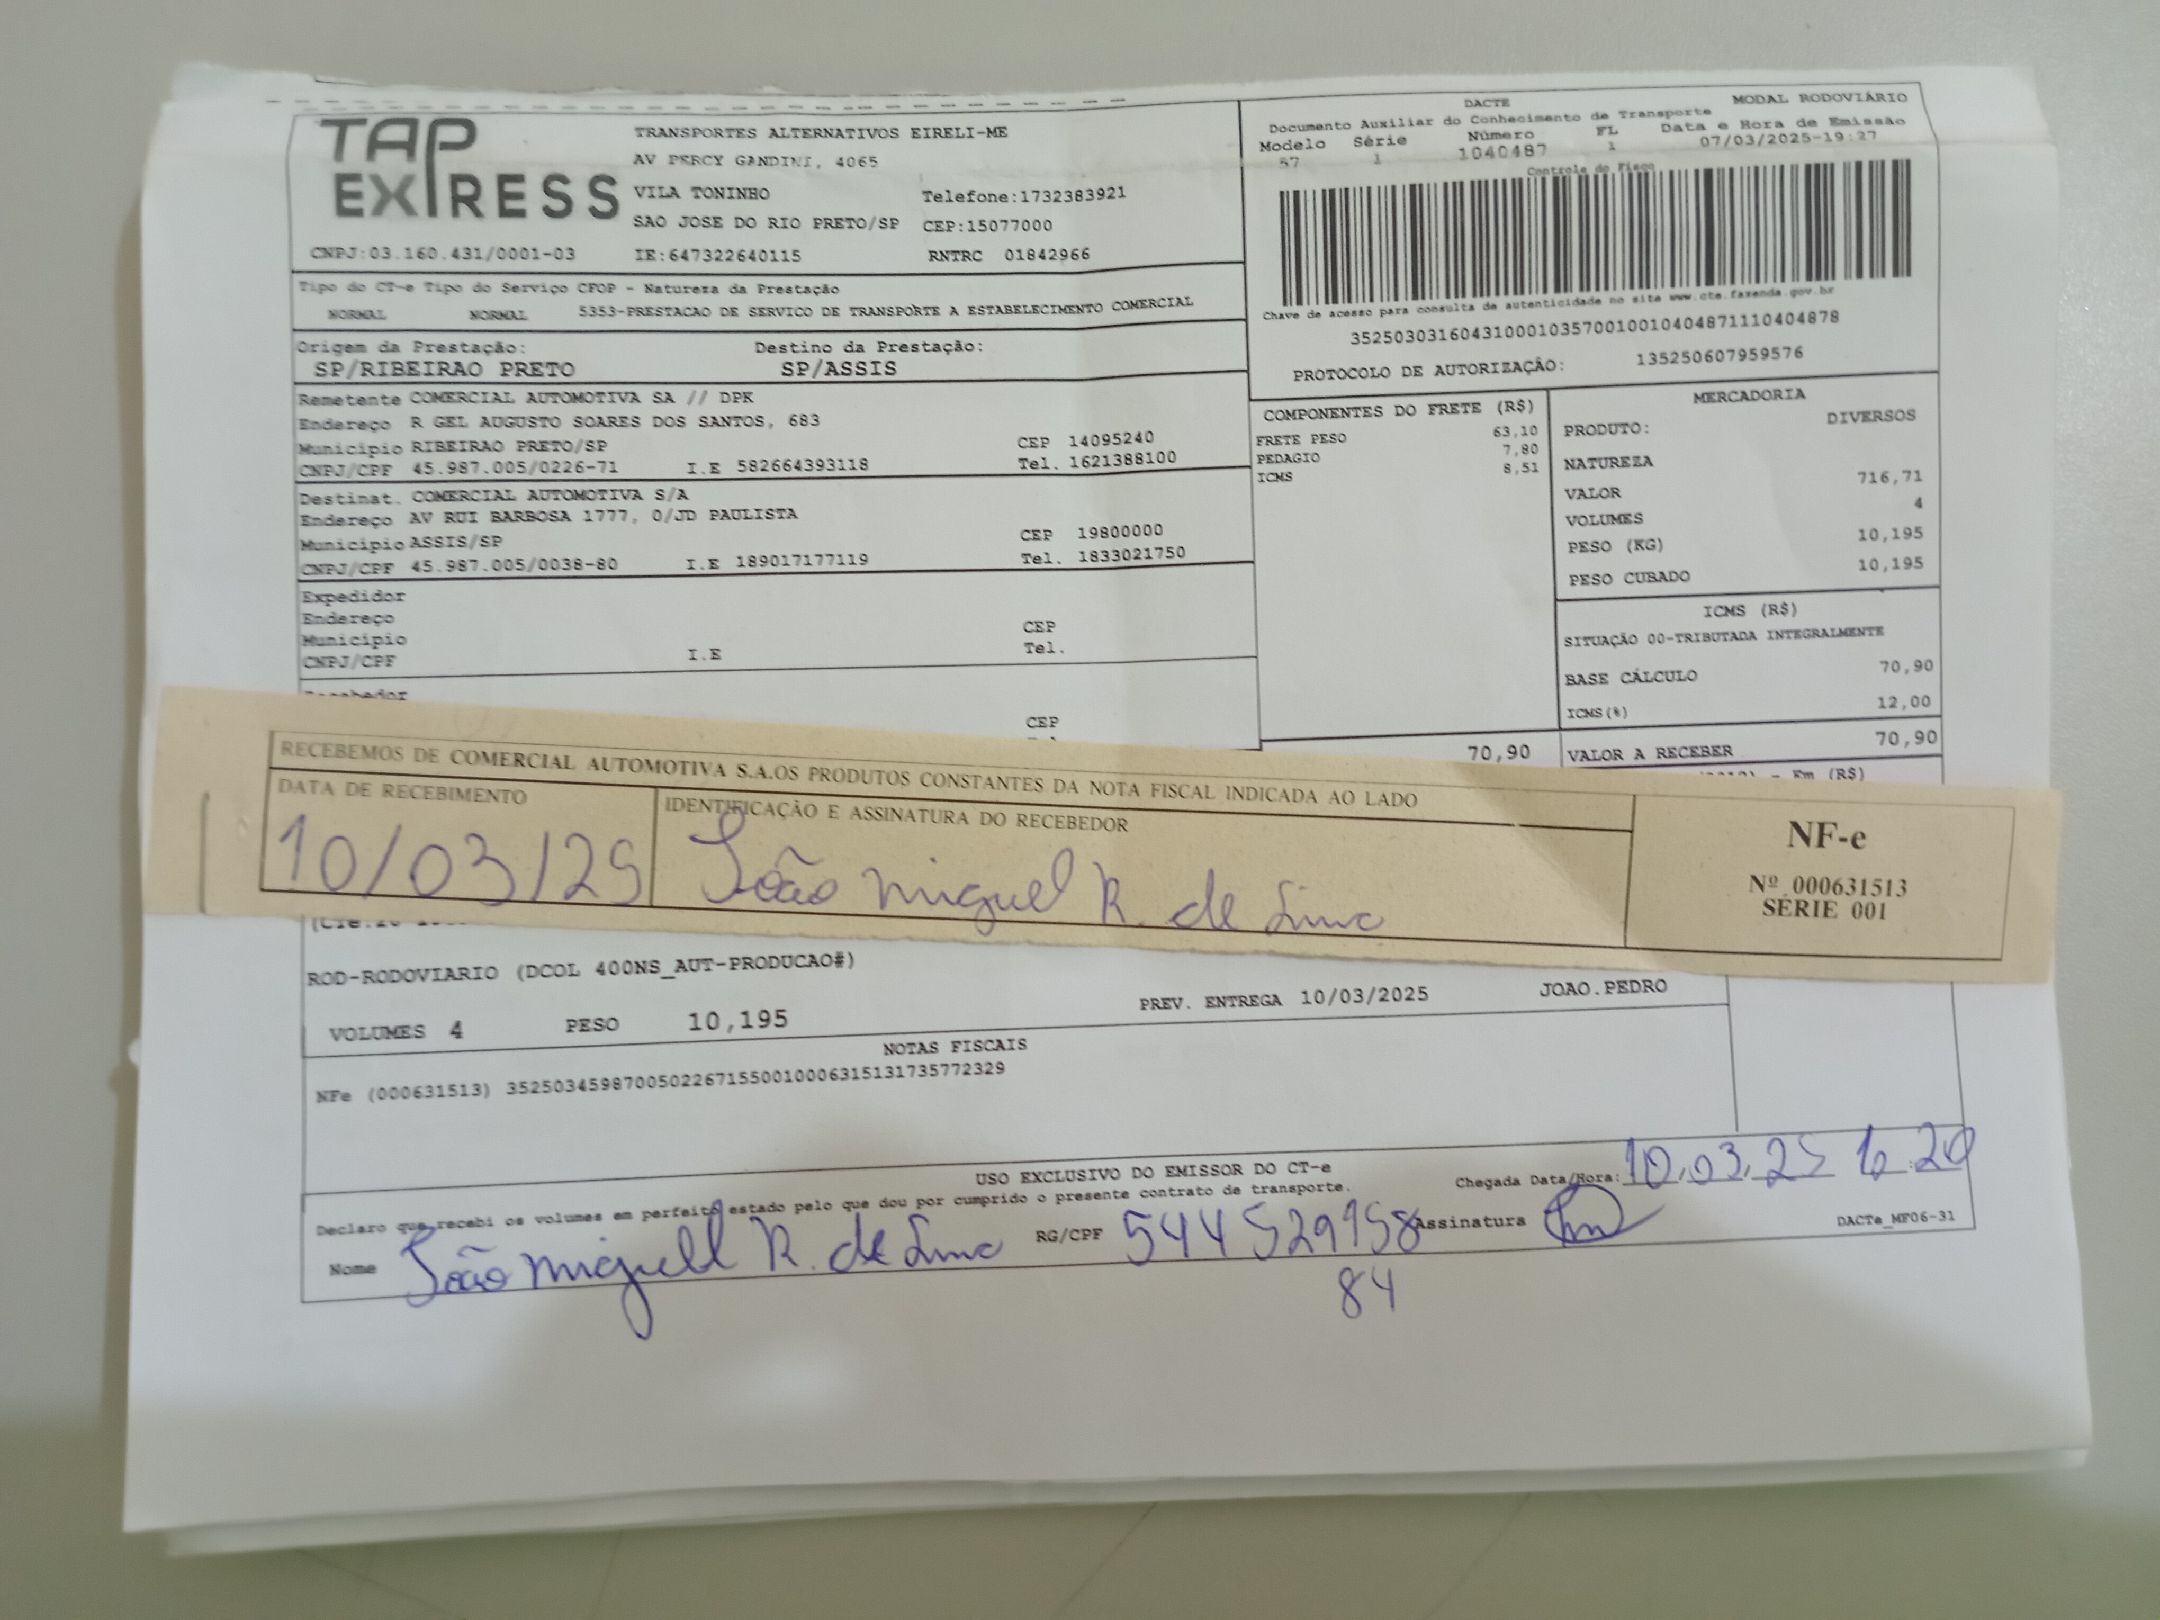 TAP EXPRESS
TRANSPORTES ALTERNATIVOS EIRELI-ME
AV PERCY GANDINI, 4065
VILA TONINHO Telefone:1732383921
SAO JOSE DO RIO PRETO/SP CEP:15077000
CNPJ:03.160.431/0001-03 IE:647322640115 RNTRC 01842966
DACTE MODAL RODOVIÁRIO
Documento Auxiliar do Conhecimento de Transporte
Modelo Série Número FL Data e Hora de Emissão
57 1 1040487 1 07/03/2025-19:27
Controle do Fisco
Chave de acesso para consulta de autenticidade no site www.cte.fazenda.gov.br
35250303160431000103570010010404871110404878
PROTOCOLO DE AUTORIZAÇÃO: 135250607959576
Tipo do CT-e Tipo do Serviço CFOP - Natureza da Prestação
NORMAL NORMAL 5353-PRESTACAO DE SERVICO DE TRANSPORTE A ESTABELECIMENTO COMERCIAL
Origem da Prestação: Destino da Prestação:
SP/RIBEIRAO PRETO SP/ASSIS
Remetente COMERCIAL AUTOMOTIVA SA // DPK
Endereço R GEL AUGUSTO SOARES DOS SANTOS, 683
Município RIBEIRAO PRETO/SP CEP 14095240
CNPJ/CPF 45.987.005/0226-71 I.E 582664393118 Tel. 1621388100
Destinat. COMERCIAL AUTOMOTIVA S/A
Endereço AV RUI BARBOSA 1777, 0/JD PAULISTA
Município ASSIS/SP CEP 19800000
CNPJ/CPF 45.987.005/0038-80 I.E 189017177119 Tel. 1833021750
Expedidor
Endereço
Município CEP
CNPJ/CPF I.E Tel.
CEP
COMPONENTES DO FRETE (R$)
FRETE PESO 63,10
PEDAGIO 7,80
ICMS 8,51
70,90
MERCADORIA
PRODUTO: DIVERSOS
NATUREZA
VALOR 716,71
VOLUMES 4
PESO (KG) 10,195
PESO CUBADO 10,195
ICMS (R$)
SITUAÇÃO 00-TRIBUTADA INTEGRALMENTE
BASE CÁLCULO 70,90
ICMS(%) 12,00
VALOR A RECEBER 70,90
Km (R$)
RECEBEMOS DE COMERCIAL AUTOMOTIVA S.A.OS PRODUTOS CONSTANTES DA NOTA FISCAL INDICADA AO LADO
DATA DE RECEBIMENTO IDENTIFICAÇÃO E ASSINATURA DO RECEBEDOR
10/03/25 João Miguel R. de Lima
NF-e
Nº 000631513
SÉRIE 001
ROD-RODOVIARIO (DCOL 400NS_AUT-PRODUCAO#)
VOLUMES 4 PESO 10,195 PREV. ENTREGA 10/03/2025 JOAO.PEDRO
NOTAS FISCAIS
NFe (000631513) 35250345987005022671550010006315131735772329
USO EXCLUSIVO DO EMISSOR DO CT-e
Declaro que recebi os volumes em perfeito estado pelo que dou por cumprido o presente contrato de transporte. Chegada Data/Hora: 10.03.25 16:20
Nome João Miguell R. de Lima RG/CPF 544529958 Assinatura DACTe_MF06-31
84